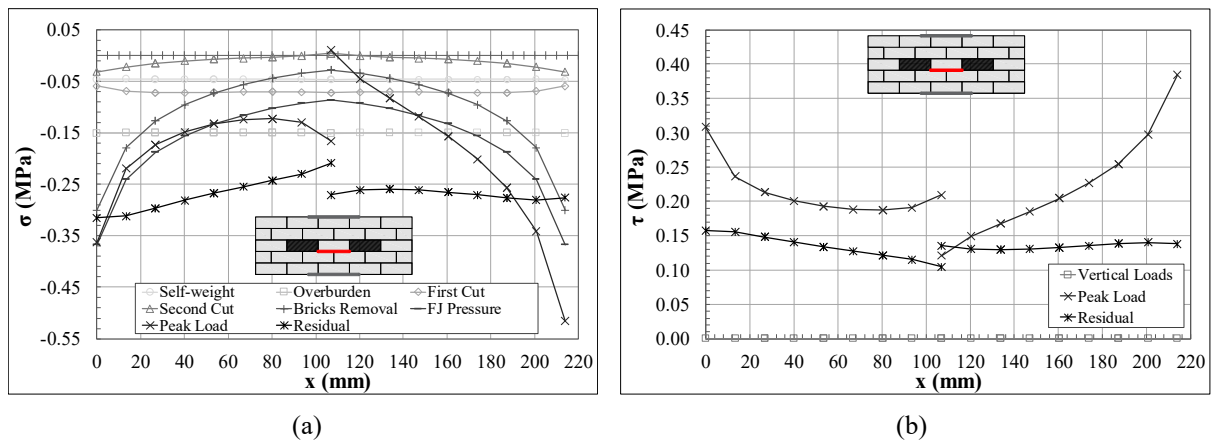 σ (MPa)
0.05
-0.05
-0.15
-0.25
-0.35
-0.45
-0.55
Self-weight Overburden First Cut
Second Cut Bricks Removal FJ Pressure
Peak Load Residual
0 20 40 60 80 100 120 140 160 180 200 220
x (mm)
(a)
τ (MPa)
0.45
0.40
0.35
0.30
0.25
0.20
0.15
0.10
0.05
0.00
Vertical Loads
Peak Load
Residual
0 20 40 60 80 100 120 140 160 180 200 220
x (mm)
(b)